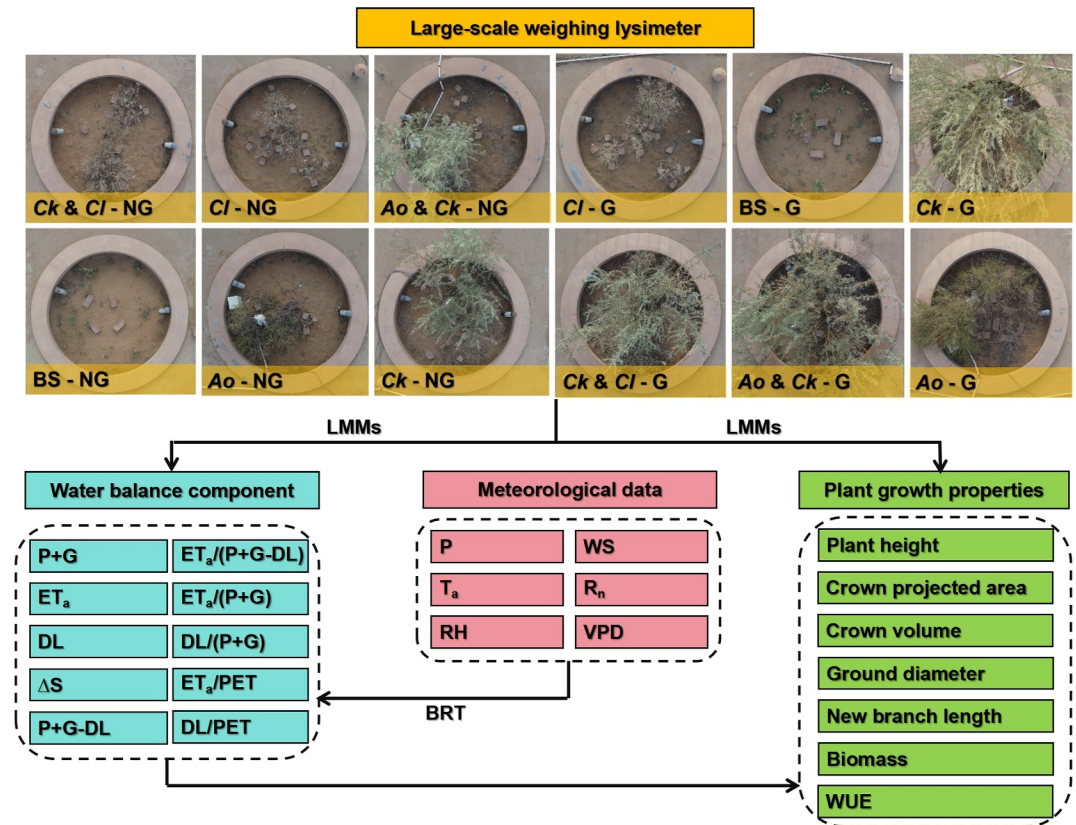 Large-scale weighing lysimeter
Ck & Cl - NG
Cl - NG
Ao & Ck - NG
Cl - G
BS - G
Ck - G
BS - NG
Ao - NG
Ck - NG
Ck & Cl - G
Ao & Ck - G
Ao - G
LMMs
LMMs
Water balance component
Meteorological data
Plant growth properties
P+G
ETₐ/(P+G-DL)
ETₐ
ETₐ/(P+G)
DL
DL/(P+G)
ΔS
ETₐ/PET
P+G-DL
DL/PET
P
WS
Tₐ
Rₙ
RH
VPD
BRT
Plant height
Crown projected area
Crown volume
Ground diameter
New branch length
Biomass
WUE